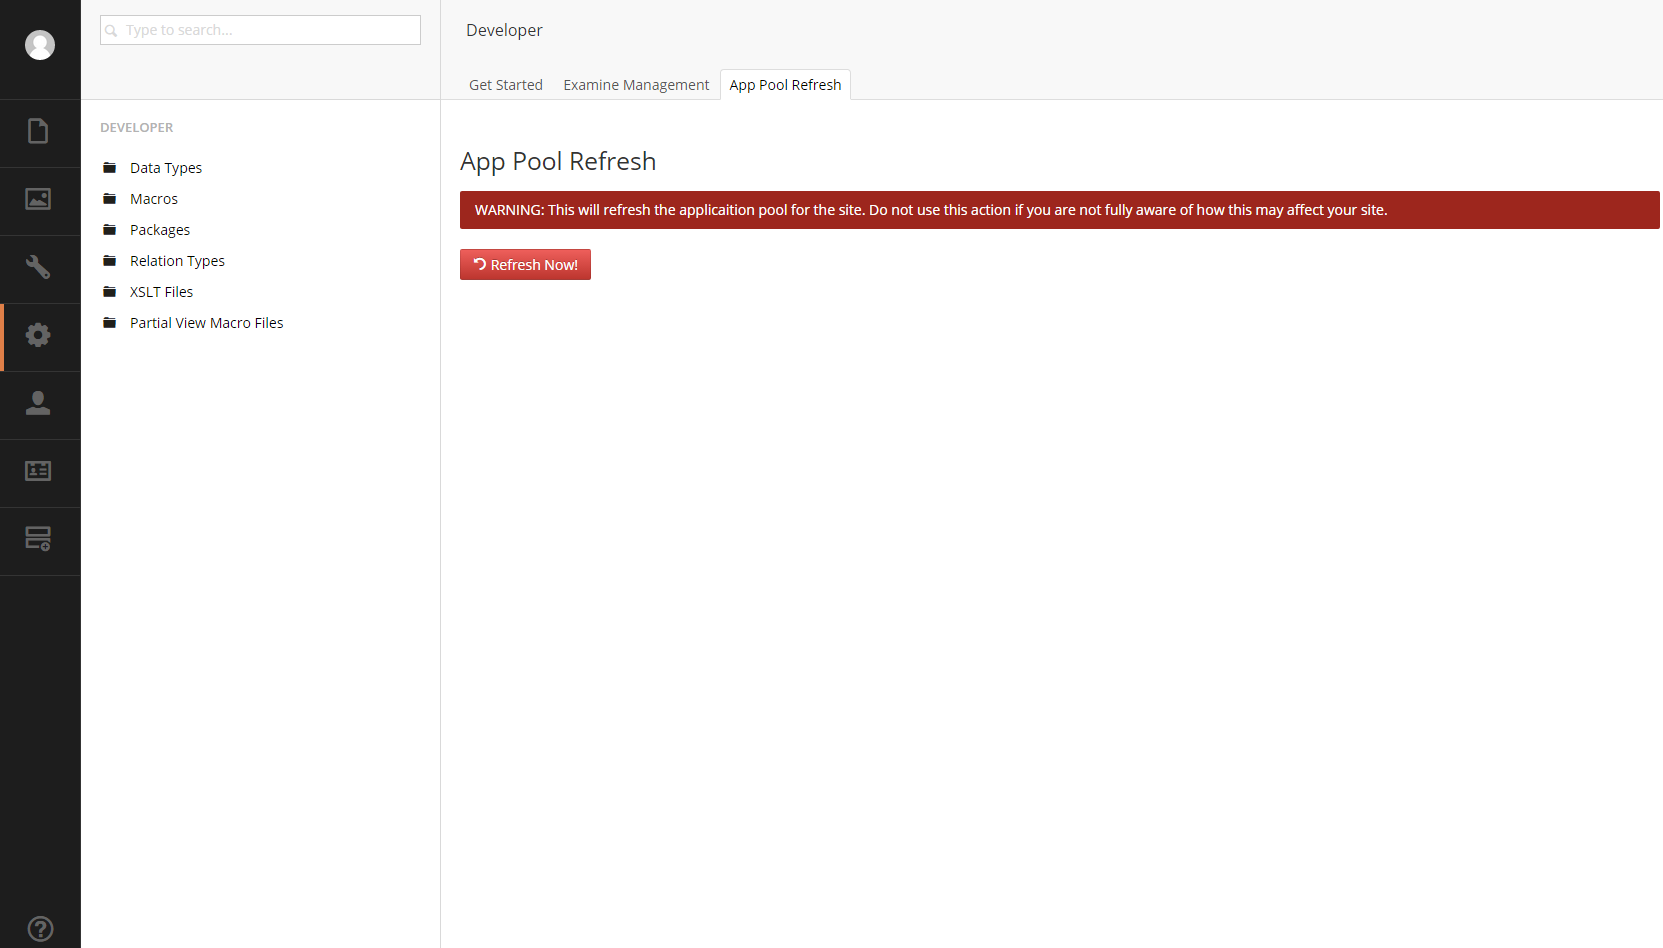 Type to search...
DEVELOPER
Data Types
Macros
Packages
Relation Types
XSLT Files
Partial View Macro Files
Developer
Get Started Examine Management App Pool Refresh
App Pool Refresh
WARNING: This will refresh the applicaition pool for the site. Do not use this action if you are not fully aware of how this may affect your site.
Refresh Now!